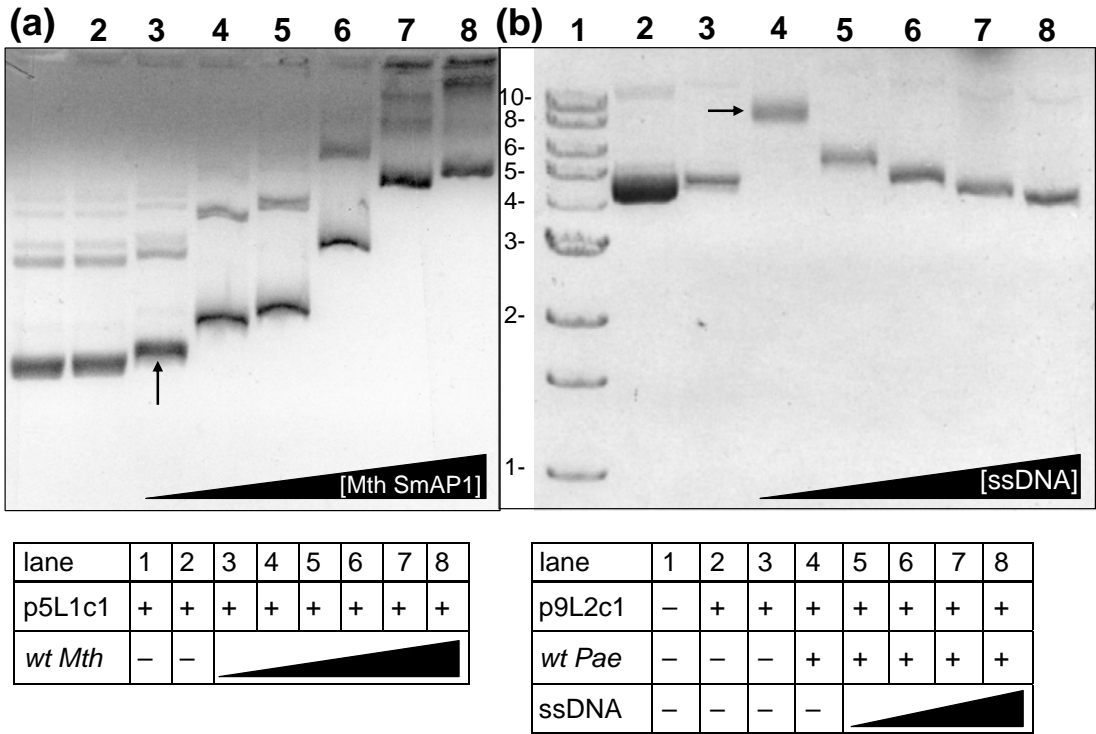 (a) 2 3 4 5 6 7 8
[Mth SmAP1]
(b) 1 2 3 4 5 6 7 8
10-
8-
6-
5-
4-
3-
2-
1-
[ssDNA]
lane 1 2 3 4 5 6 7 8
p5L1c1 + + + + + + + +
wt Mth – –
lane 1 2 3 4 5 6 7 8
p9L2c1 – + + + + + + +
wt Pae – – – + + + + +
ssDNA – – – –